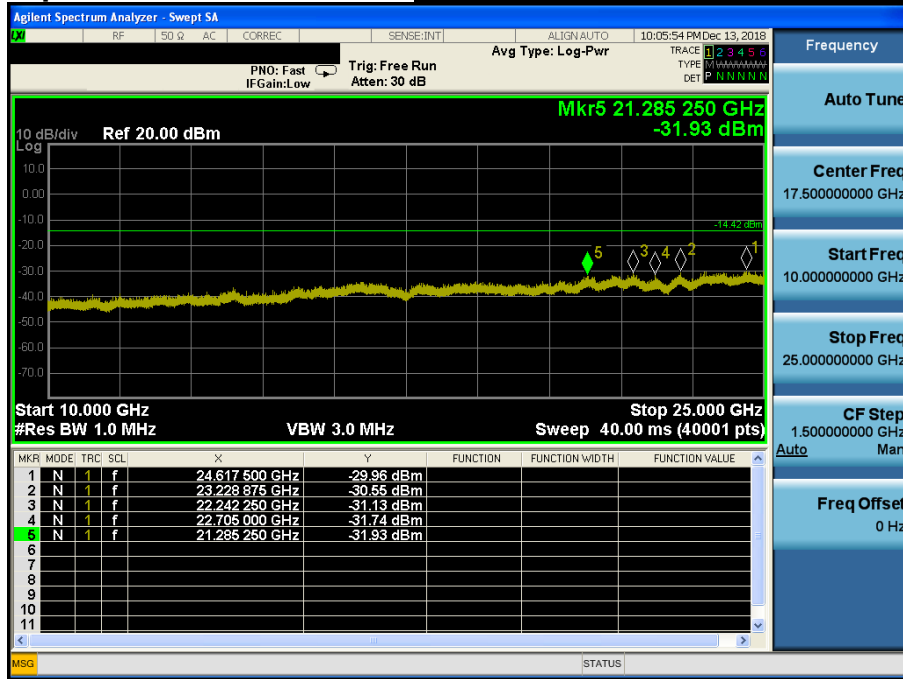 Agilent Spectrum Analyzer - Swept SA
LXI RF 50 Ω AC CORREC SENSE:INT ALIGN AUTO 10:05:54 PM Dec 13, 2018
Avg Type: Log-Pwr TRACE 1 2 3 4 5 6
PNO: Fast Trig: Free Run TYPE M WWWWW
IFGain:Low Atten: 30 dB DET P N N N N N
Mkr5 21.285 250 GHz
10 dB/div Ref 20.00 dBm -31.93 dBm
Log
10.0
0.00
-10.0
-14.42 dBm
-20.0
5 3 4 2 1
-30.0
-40.0
-50.0
-60.0
-70.0
Start 10.000 GHz Stop 25.000 GHz
#Res BW 1.0 MHz VBW 3.0 MHz Sweep 40.00 ms (40001 pts)
MKR MODE TRC SCL X Y FUNCTION FUNCTION WIDTH FUNCTION VALUE
1 N 1 f 24.617 500 GHz -29.96 dBm
2 N 1 f 23.228 875 GHz -30.55 dBm
3 N 1 f 22.242 250 GHz -31.13 dBm
4 N 1 f 22.705 000 GHz -31.74 dBm
5 N 1 f 21.285 250 GHz -31.93 dBm
6
7
8
9
10
11
MSG STATUS
Frequency
Auto Tune
Center Freq
17.500000000 GHz
Start Freq
10.000000000 GHz
Stop Freq
25.000000000 GHz
CF Step
1.500000000 GHz
Auto Man
Freq Offset
0 Hz